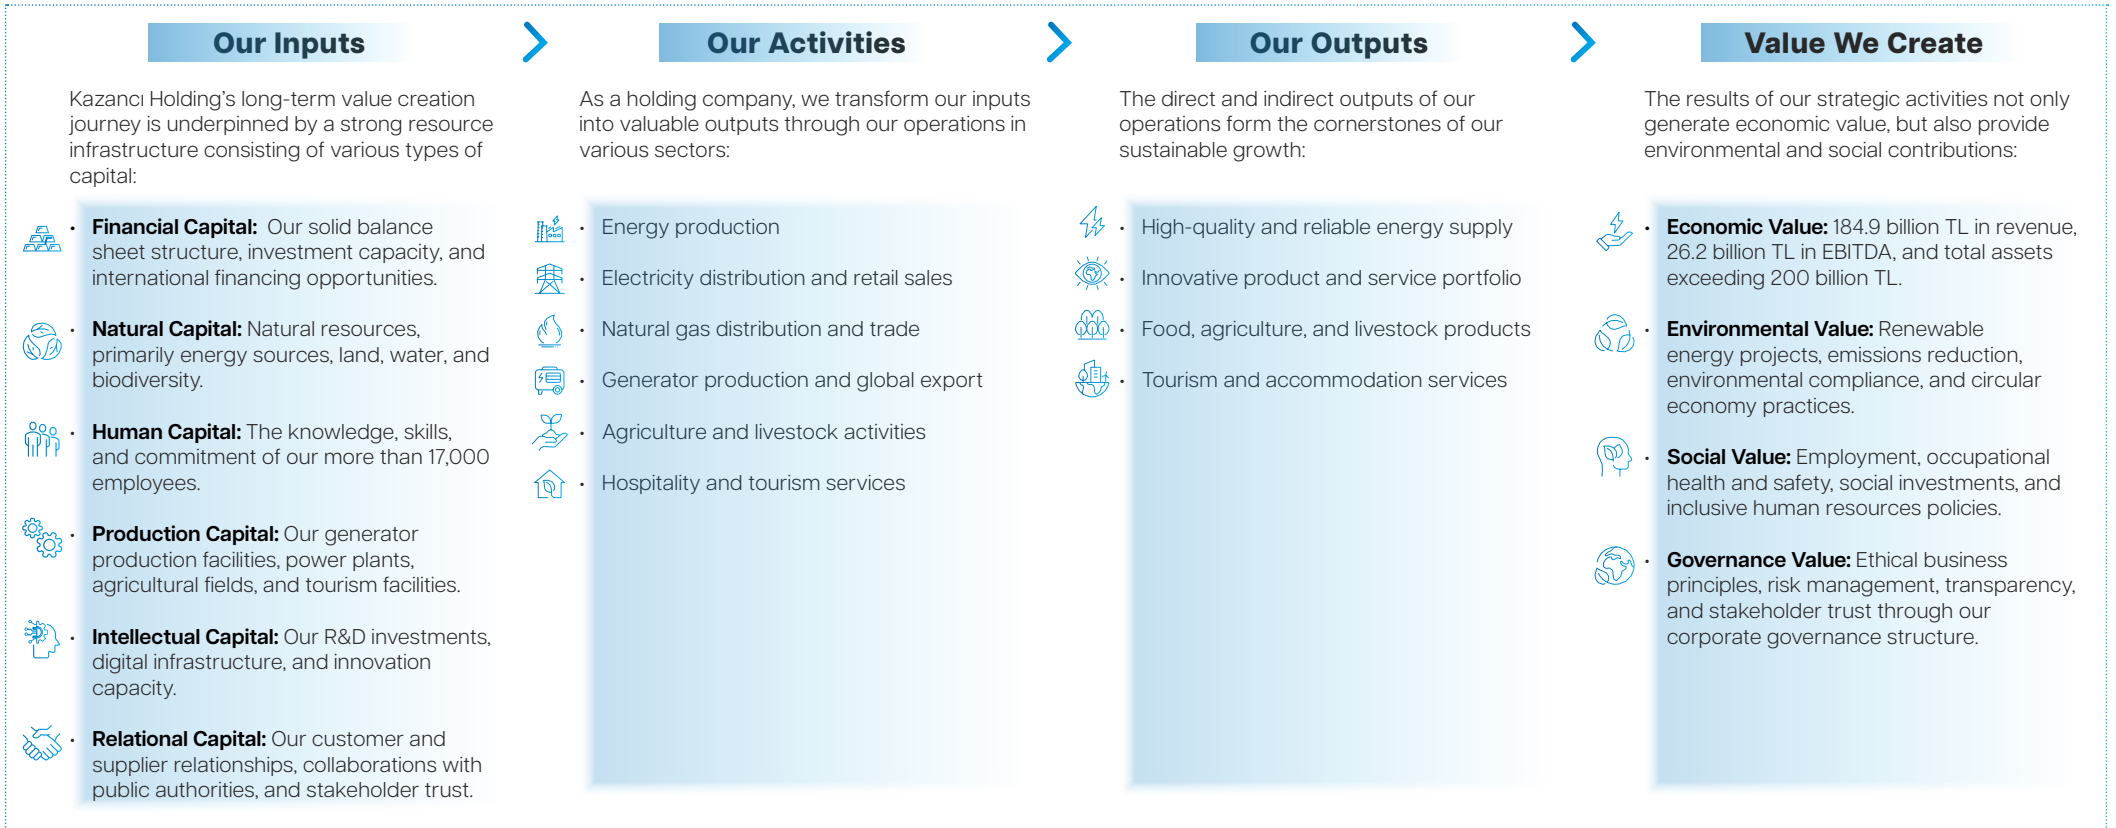 Our Inputs
Kazancı Holding's long-term value creation
journey is underpinned by a strong resource
infrastructure consisting of various types of
capital:
• Financial Capital: Our solid balance
sheet structure, investment capacity, and
international financing opportunities.
• Natural Capital: Natural resources,
primarily energy sources, land, water, and
biodiversity.
• Human Capital: The knowledge, skills,
and commitment of our more than 17,000
employees.
• Production Capital: Our generator
production facilities, power plants,
agricultural fields, and tourism facilities.
• Intellectual Capital: Our R&D investments,
digital infrastructure, and innovation
capacity.
• Relational Capital: Our customer and
supplier relationships, collaborations with
public authorities, and stakeholder trust.
Our Activities
As a holding company, we transform our inputs
into valuable outputs through our operations in
various sectors:
• Energy production
• Electricity distribution and retail sales
• Natural gas distribution and trade
• Generator production and global export
• Agriculture and livestock activities
• Hospitality and tourism services
Our Outputs
The direct and indirect outputs of our
operations form the cornerstones of our
sustainable growth:
• High-quality and reliable energy supply
• Innovative product and service portfolio
• Food, agriculture, and livestock products
• Tourism and accommodation services
Value We Create
The results of our strategic activities not only
generate economic value, but also provide
environmental and social contributions:
• Economic Value: 184.9 billion TL in revenue,
26.2 billion TL in EBITDA, and total assets
exceeding 200 billion TL.
• Environmental Value: Renewable
energy projects, emissions reduction,
environmental compliance, and circular
economy practices.
• Social Value: Employment, occupational
health and safety, social investments, and
inclusive human resources policies.
• Governance Value: Ethical business
principles, risk management, transparency,
and stakeholder trust through our
corporate governance structure.